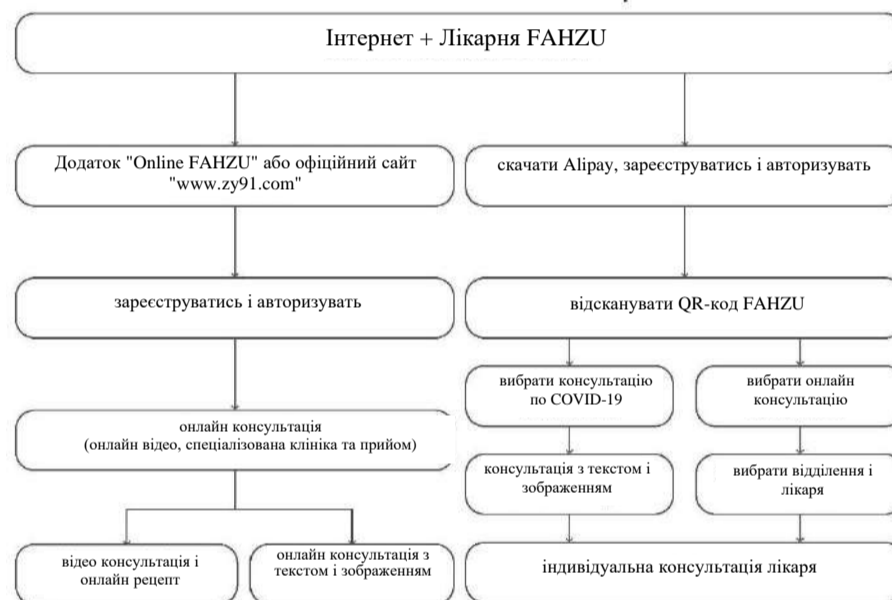 Інтернет + Лікарня FAHZU
Додаток "Online FAHZU" або офіційний сайт
"www.zy91.com"
скачати Alipay, зареєструватись і авторизувать
зареєструватись і авторизувать
відсканувати QR-код FAHZU
вибрати консультацію
по COVID-19
вибрати онлайн
консультацію
онлайн консультація
(онлайн відео, спеціалізована клініка та прийом)
консультація з текстом і
зображенням
вибрати відділення і
лікаря
відео консультація і
онлайн рецепт
онлайн консультація з
текстом і зображенням
індивідуальна консультація лікаря